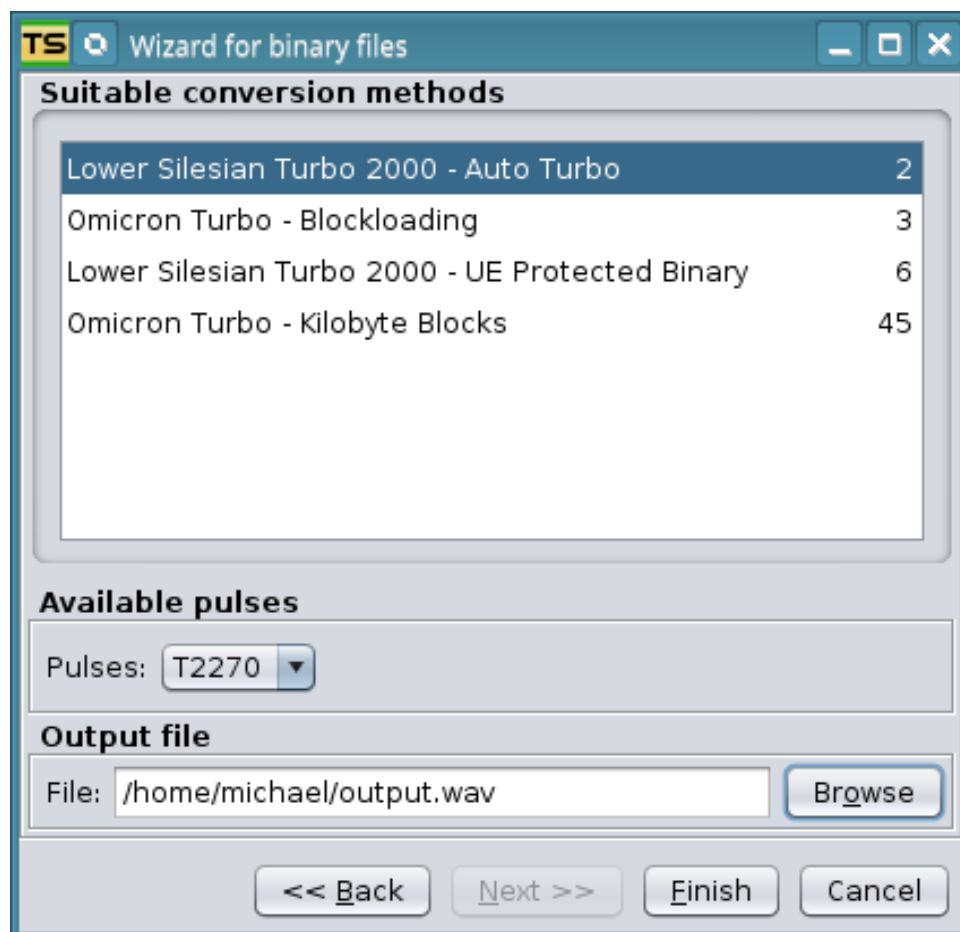 TS Wizard for binary files
Suitable conversion methods
Lower Silesian Turbo 2000 - Auto Turbo 2
Omicron Turbo - Blockloading 3
Lower Silesian Turbo 2000 - UE Protected Binary 6
Omicron Turbo - Kilobyte Blocks 45
Available pulses
Pulses: T2270
Output file
File: /home/michael/output.wav Browse
<< Back Next >> Finish Cancel